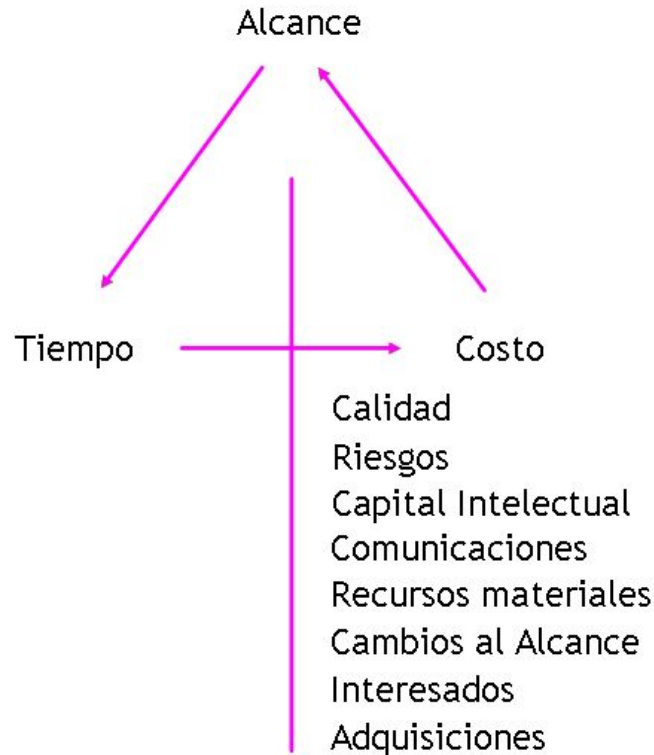 Alcance
Tiempo
Costo
Calidad
Riesgos
Capital Intelectual
Comunicaciones
Recursos materiales
Cambios al Alcance
Interesados
Adquisiciones